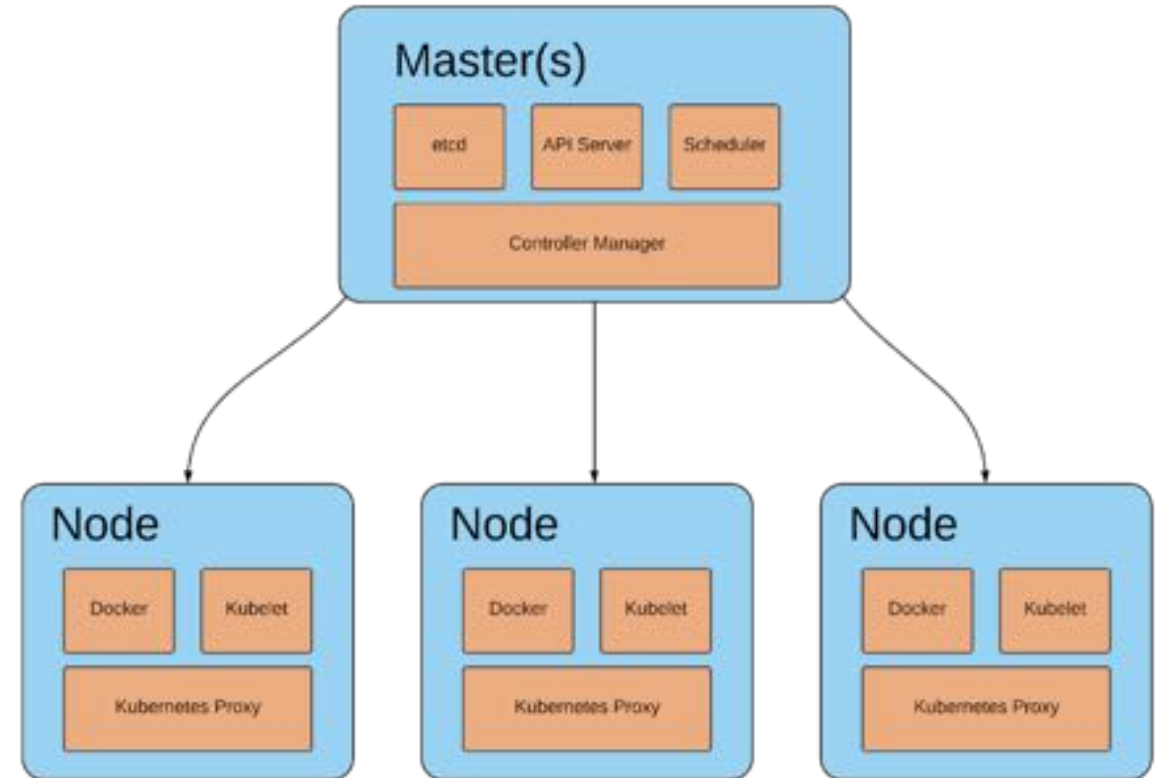 Master(s)
etcd
API Server
Scheduler
Controller Manager
Node
Docker
Kubelet
Kubernetes Proxy
Node
Docker
Kubelet
Kubernetes Proxy
Node
Docker
Kubelet
Kubernetes Proxy